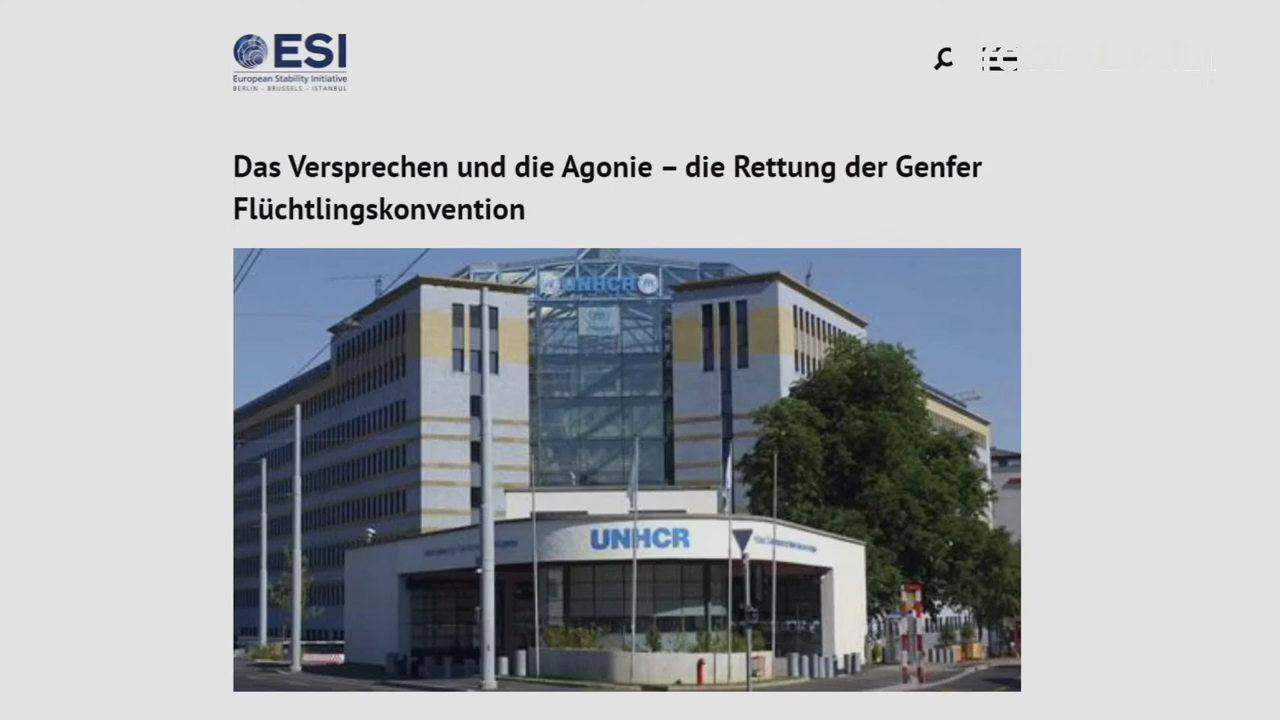 ESI
European Stability Initiative
BERLIN – BRUSSELS – ISTANBUL
Das Versprechen und die Agonie – die Rettung der Genfer
Flüchtlingskonvention
UNHCR
UNHCR